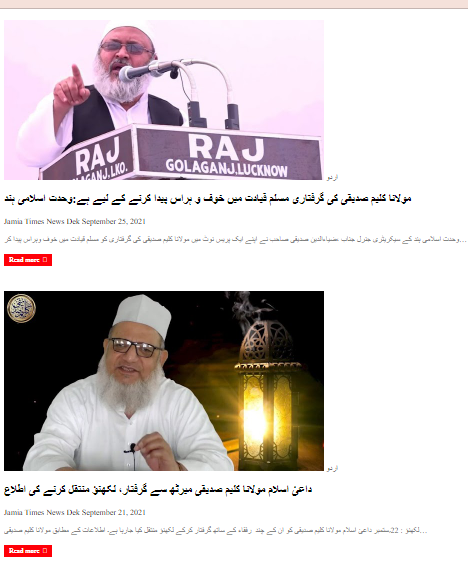 RAJ
GOLAGANJ.LKO.
RAJ
GOLAGANJ.LUCKNOW
اردو
مولانا کلیم صدیقی کی گرفتاری مسلم قیادت میں خوف و ہراس پیدا کرنے کے لیے ہے:وحدت اسلامی ہند
Jamia Times News Dek September 25, 2021
وحدت اسلامی ہند کے سیکریٹری جنرل جناب ضیاءالدین صدیقی صاحب نے اپنے ایک پریس نوٹ میں مولانا کلیم صدیقی کی گرفتاری کو مسلم قیادت میں خوف وہراس پیدا کر...
Read more
اردو
داعیٔ اسلام مولانا کلیم صدیقی میرٹھ سے گرفتار، لکھنؤ منتقل کرنے کی اطلاع
Jamia Times News Dek September 21, 2021
لکھنؤ : 22ستمبر داعیٔ اسلام مولانا کلیم صدیقی کو ان کے چند رفقاء کے ساتھ گرفتار کرکے لکھنؤ منتقل کیا جارہا ہے۔ اطلاعات کے مطابق مولانا کلیم صدیقی...
Read more